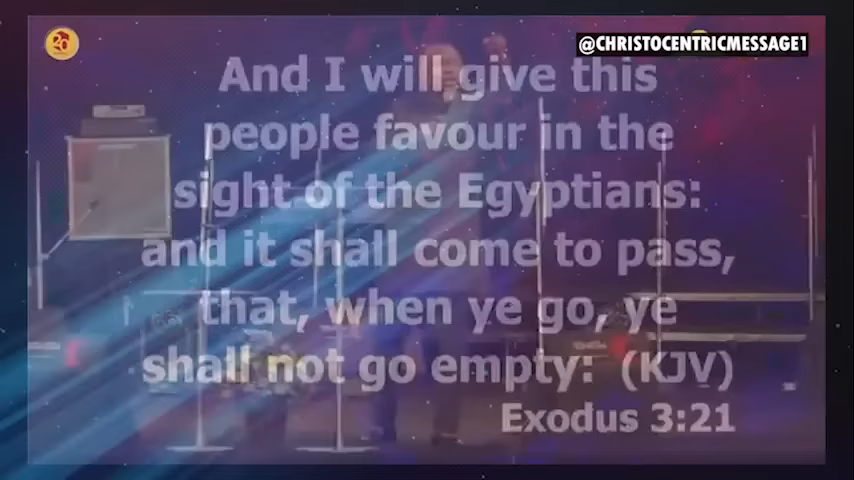 20
@CHRISTOCENTRICMESSAGE1
And I will give this
people favour in the
sight of the Egyptians:
and it shall come to pass,
that, when ye go, ye
shall not go empty: (KJV)
Exodus 3:21